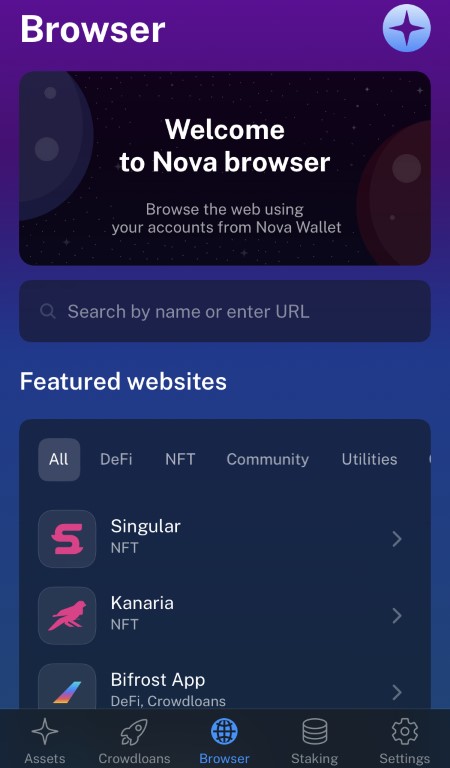 Browser
Welcome
to Nova browser
Browse the web using
your accounts from Nova Wallet
Search by name or enter URL
Featured websites
All DeFi NFT Community Utilities
Singular
NFT
Kanaria
NFT
Bifrost App
DeFi, Crowdloans
Assets Crowdloans Browser Staking Settings